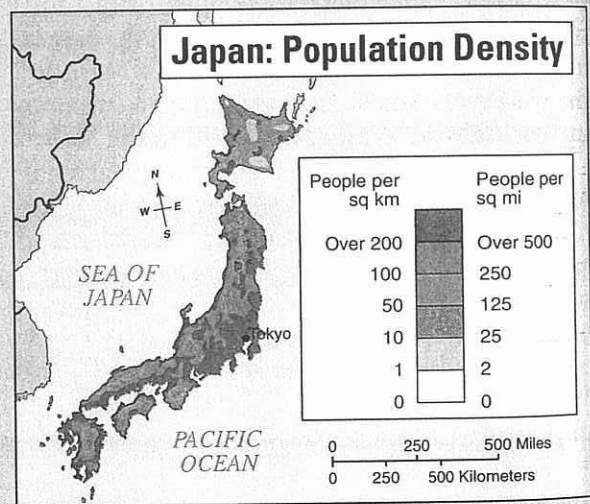 Japan: Population Density
N
W E
S
SEA OF
JAPAN
Tokyo
PACIFIC
OCEAN
People per
sq km
People per
sq mi
Over 200 Over 500
100 250
50 125
10 25
1 2
0 0
0 250 500 Miles
0 250 500 Kilometers